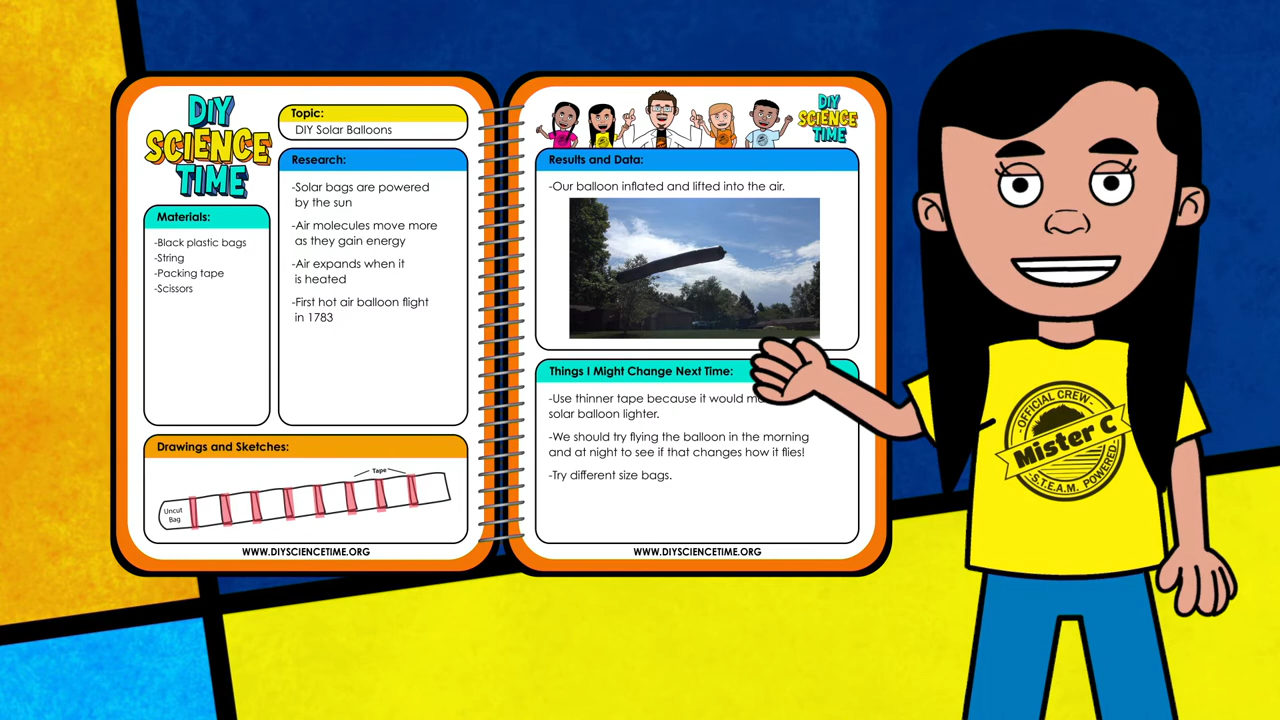 DIY
SCIENCE
TIME
Topic:
DIY Solar Balloons
Materials:
-Black plastic bags
-String
-Packing tape
-Scissors
Research:
-Solar bags are powered
by the sun
-Air molecules move more
as they gain energy
-Air expands when it
is heated
-First hot air balloon flight
in 1783
Drawings and Sketches:
Tape
Uncut
Bag
WWW.DIYSCIENCETIME.ORG
DIY
SCIENCE
TIME
Results and Data:
-Our balloon inflated and lifted into the air.
Things I Might Change Next Time:
-Use thinner tape because it would
solar balloon lighter.
-We should try flying the balloon in the morning
and at night to see if that changes how it flies!
-Try different size bags.
WWW.DIYSCIENCETIME.ORG
-OFFICIAL CREW-
Mister C
-S.T.E.A.M. POWERED-